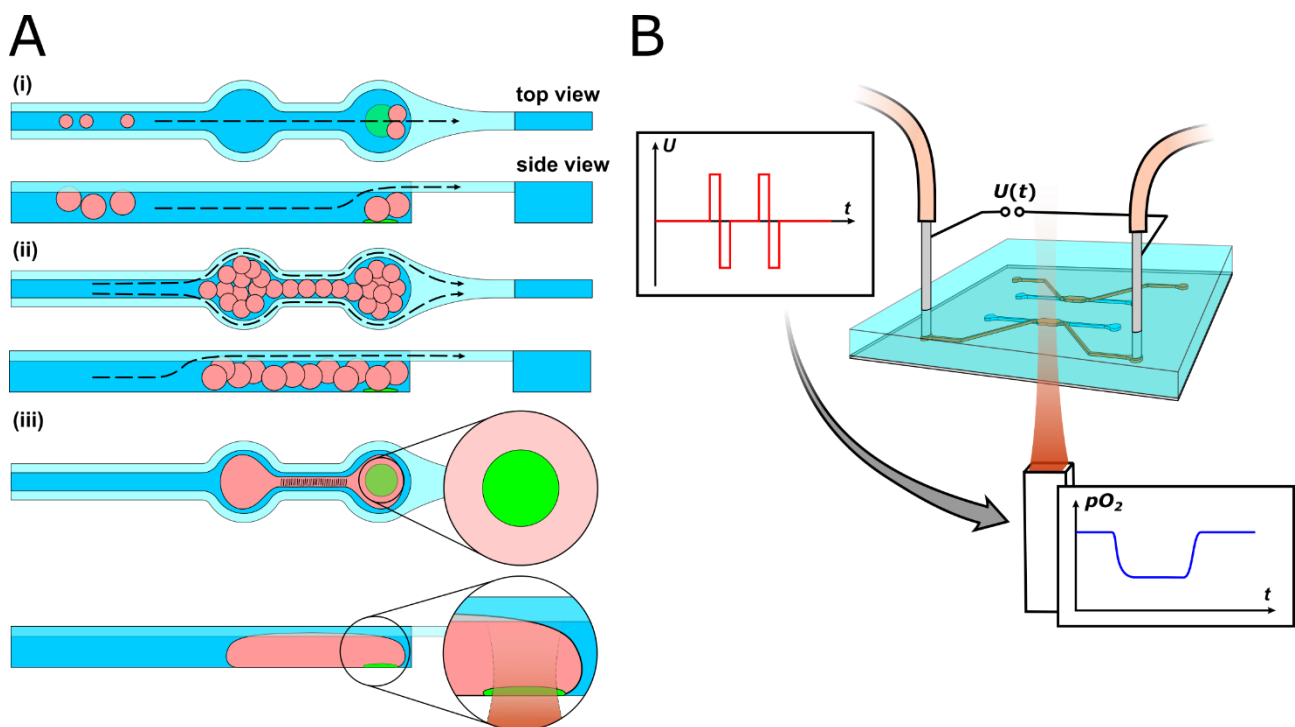 A
(i)
top view
side view
(ii)
(iii)
B
U
t
U(t)
pO₂
t